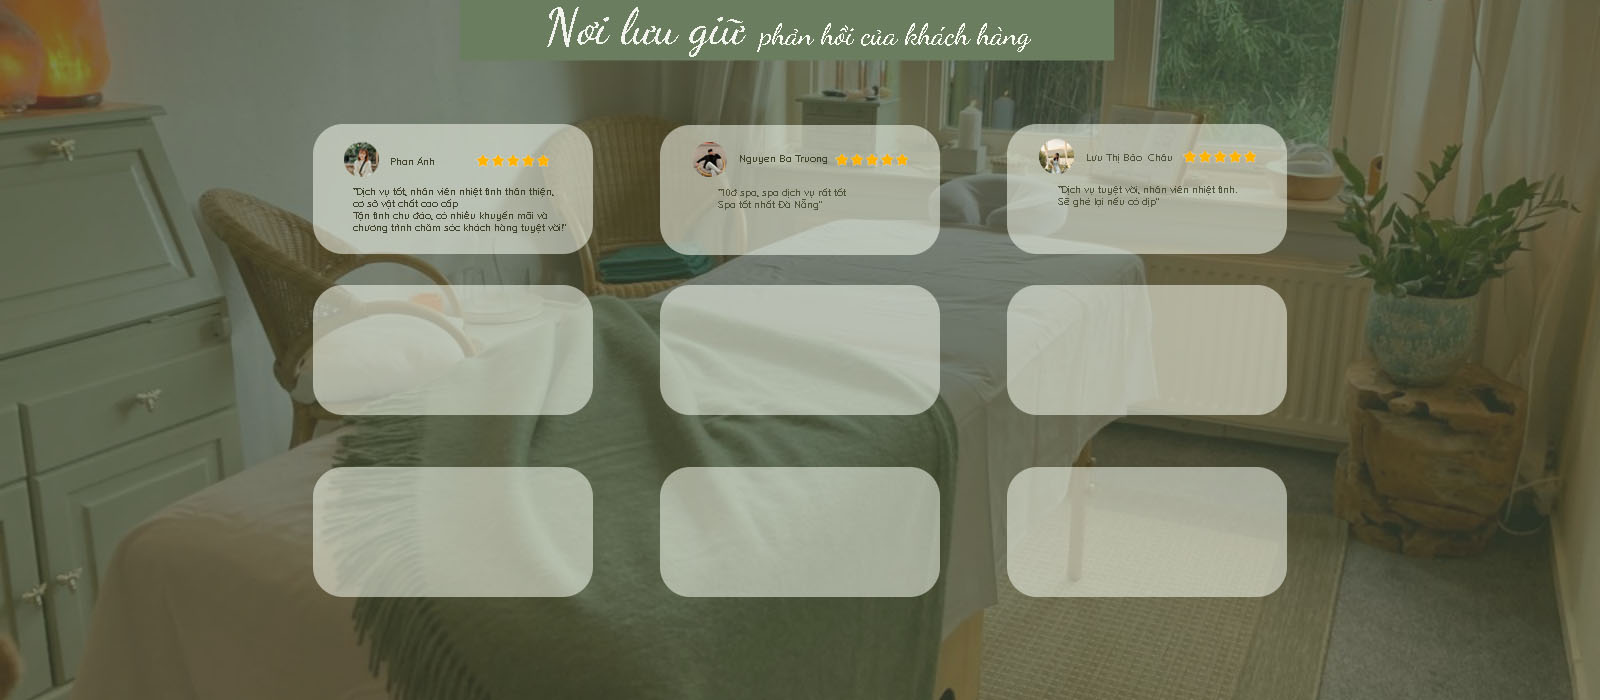 Nơi lưu giữ phản hồi của khách hàng
Phan Ánh
"Dịch vụ tốt, nhân viên nhiệt tình thân thiện,
cơ sở vật chất cao cấp
Tận tình chu đáo, có nhiều khuyến mãi và
chương trình chăm sóc khách hàng tuyệt vời!"
Nguyen Ba Truong
"10đ spa, spa dịch vụ rất tốt
Spa tốt nhất Đà Nẵng"
Lưu Thị Bảo Châu
"Dịch vụ tuyệt vời, nhân viên nhiệt tình.
Sẽ ghé lại nếu có dịp"